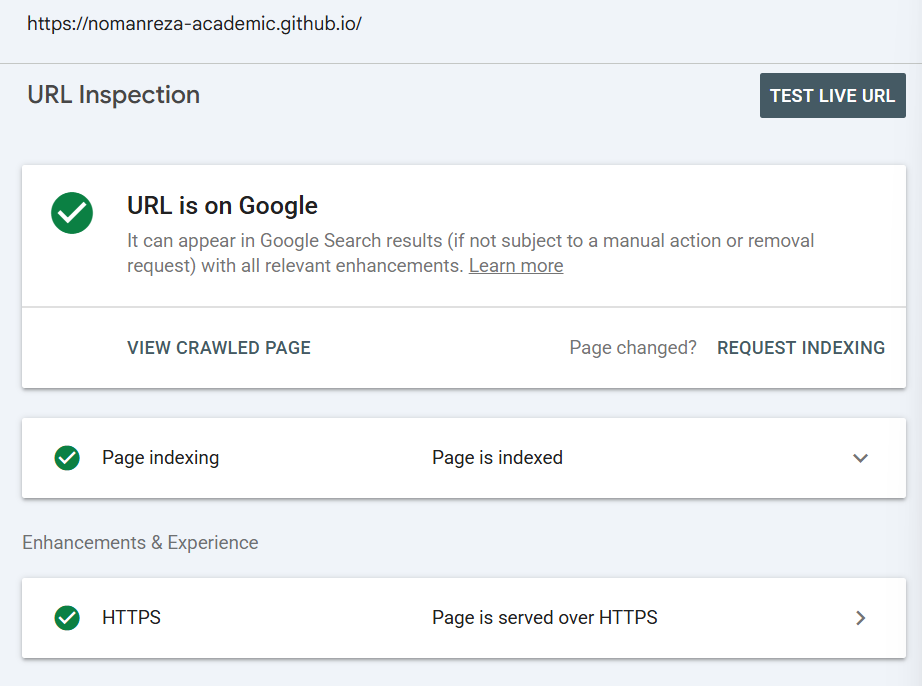 https://nomanreza-academic.github.io/
URL Inspection
TEST LIVE URL
URL is on Google
It can appear in Google Search results (if not subject to a manual action or removal
request) with all relevant enhancements. Learn more
VIEW CRAWLED PAGE
Page changed? REQUEST INDEXING
Page indexing
Page is indexed
Enhancements & Experience
HTTPS
Page is served over HTTPS